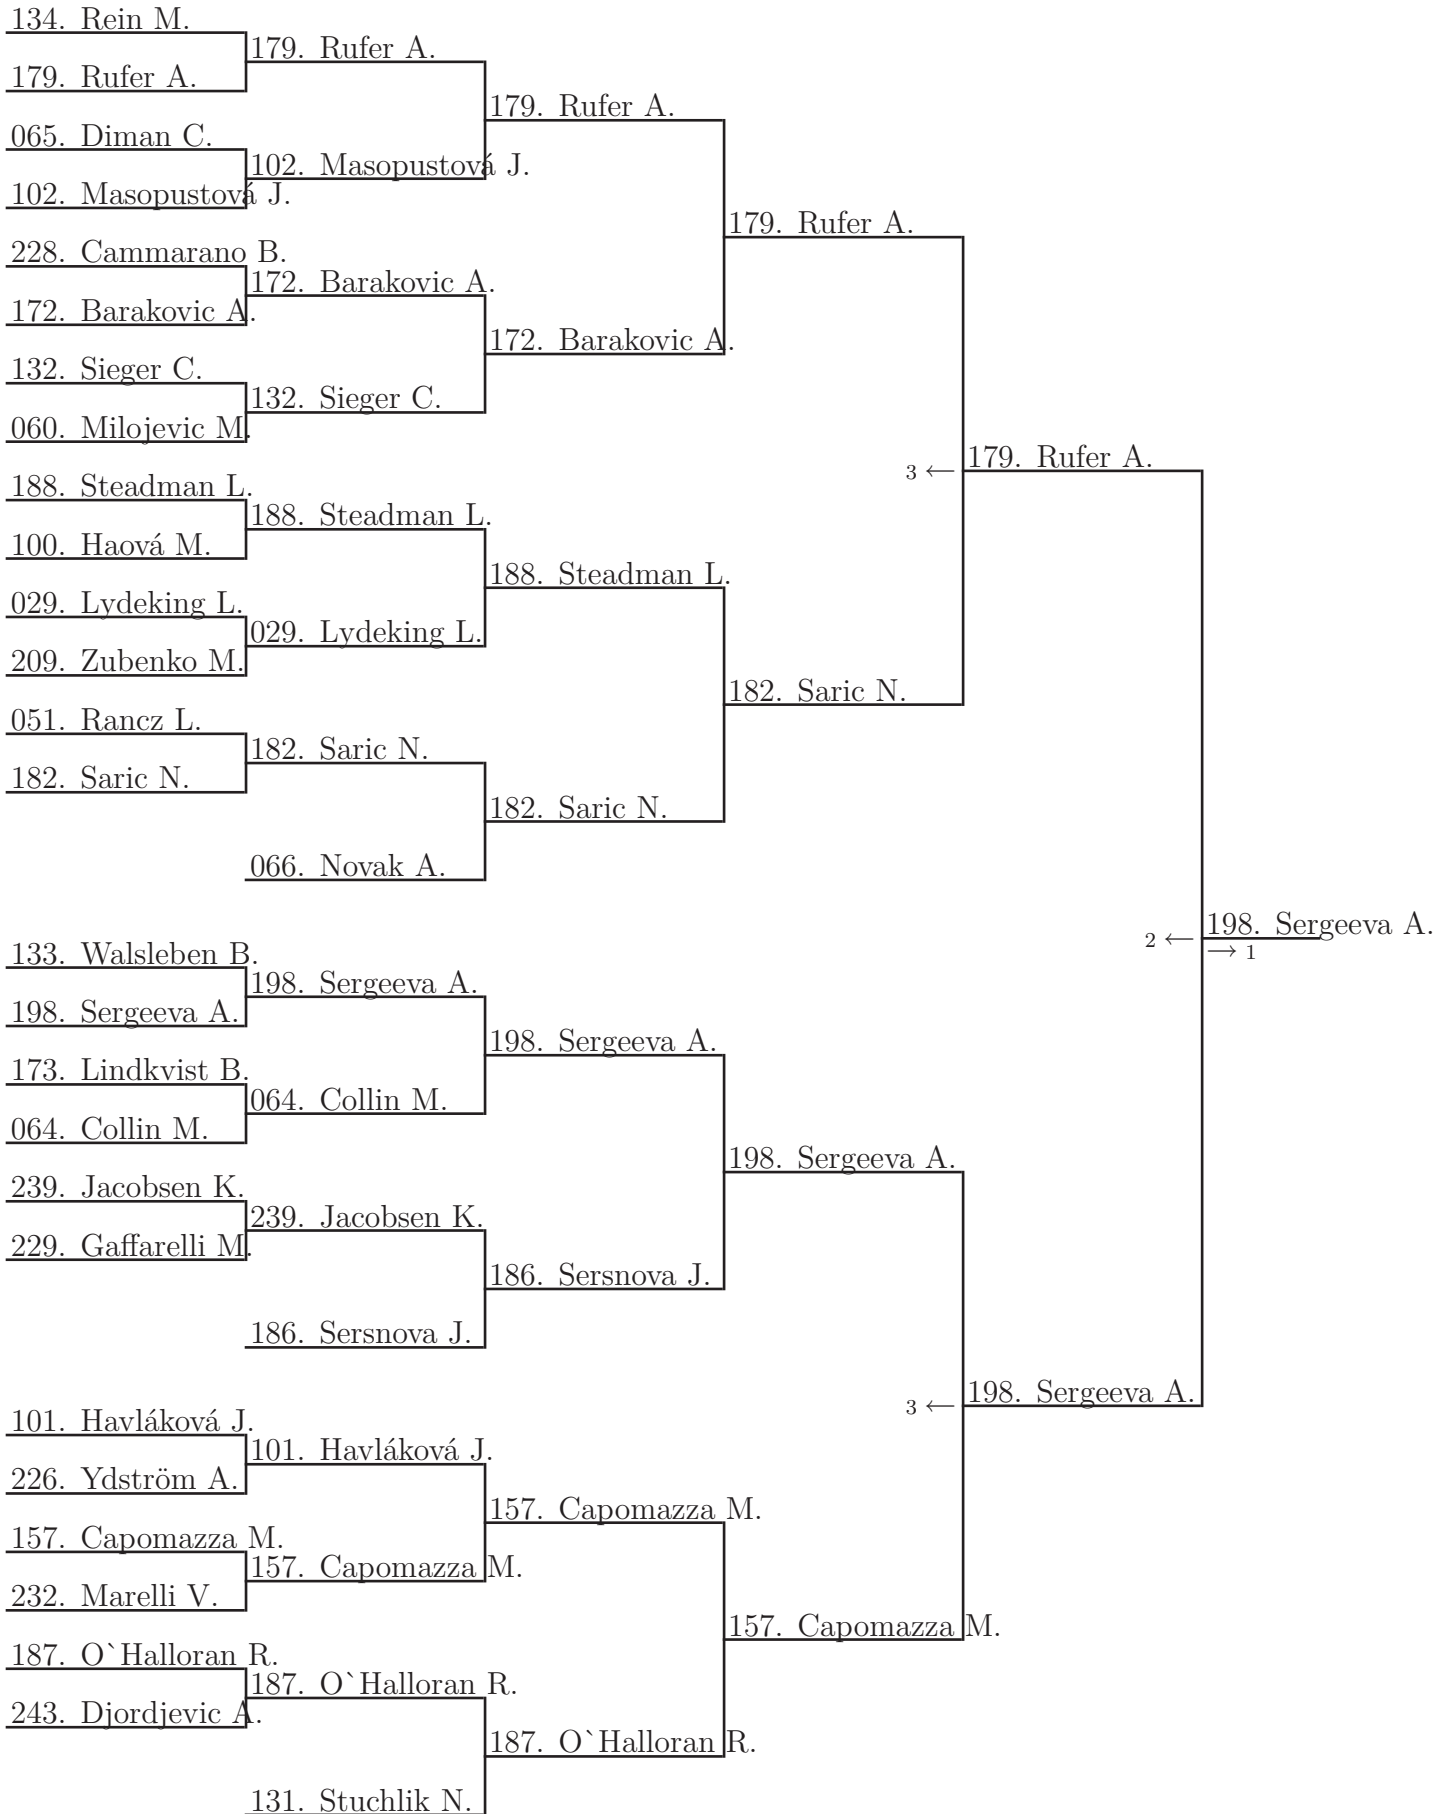 134. Rein M.
179. Rufer A.
179. Rufer A.
179. Rufer A.
065. Diman C.
102. Masopustová J.
102. Masopustová J.
179. Rufer A.
228. Cammarano B.
172. Barakovic A.
172. Barakovic A.
172. Barakovic A.
132. Sieger C.
132. Sieger C.
060. Milojevic M.
3 ← 179. Rufer A.
188. Steadman L.
188. Steadman L.
100. Haová M.
188. Steadman L.
029. Lydeking L.
029. Lydeking L.
209. Zubenko M.
182. Saric N.
051. Rancz L.
182. Saric N.
182. Saric N.
182. Saric N.
066. Novak A.
198. Sergeeva A.
2 ←
→ 1
133. Walsleben B.
198. Sergeeva A.
198. Sergeeva A.
198. Sergeeva A.
173. Lindkvist B.
064. Collin M.
064. Collin M.
198. Sergeeva A.
239. Jacobsen K.
239. Jacobsen K.
229. Gaffarelli M.
186. Sersnova J.
186. Sersnova J.
3 ← 198. Sergeeva A.
101. Havláková J.
101. Havláková J.
226. Ydström A.
157. Capomazza M.
157. Capomazza M.
157. Capomazza M.
232. Marelli V.
157. Capomazza M.
187. O`Halloran R.
187. O`Halloran R.
243. Djordjevic A.
187. O`Halloran R.
131. Stuchlik N.